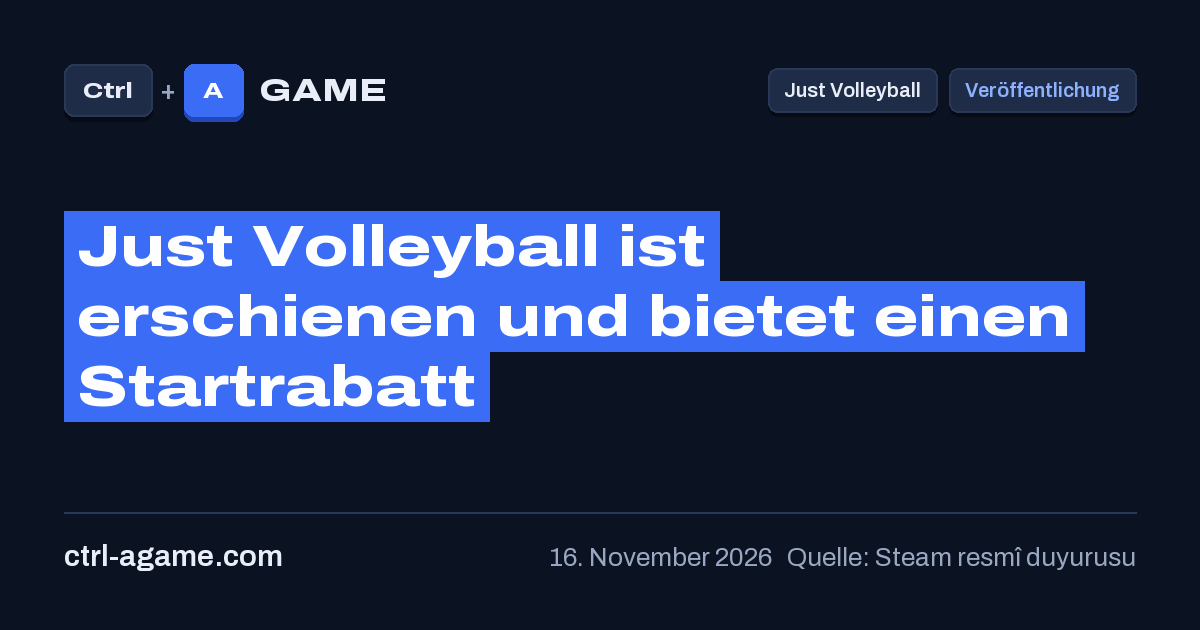 Ctrl + A GAME
Just Volleyball
Veröffentlichung
Just Volleyball ist
erschienen und bietet einen
Startrabatt
ctrl-agame.com
16. November 2026 Quelle: Steam resmî duyurusu